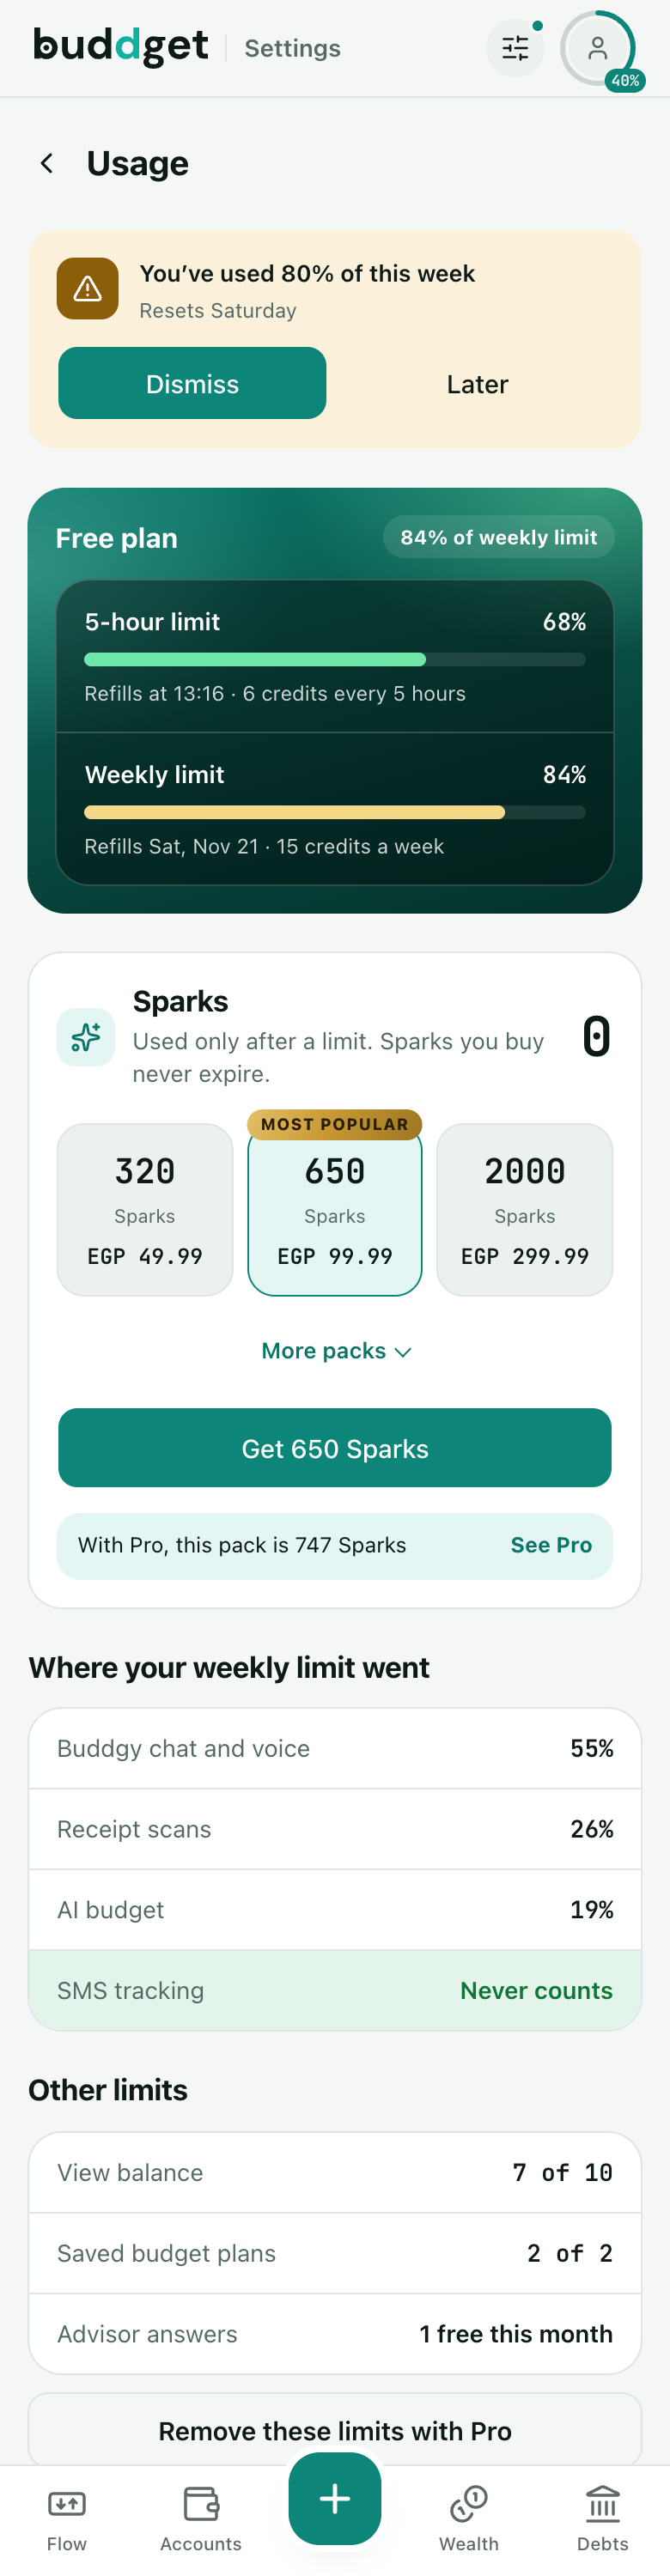 buddget
Settings
40%
Usage
You’ve used 80% of this week
Resets Saturday
Dismiss
Later
Free plan
84% of weekly limit
5-hour limit
68%
Refills at 13:16 · 6 credits every 5 hours
Weekly limit
84%
Refills Sat, Nov 21 · 15 credits a week
Sparks
Used only after a limit. Sparks you buy
never expire.
0
MOST POPULAR
320
Sparks
EGP 49.99
650
Sparks
EGP 99.99
2000
Sparks
EGP 299.99
More packs
Get 650 Sparks
With Pro, this pack is 747 Sparks
See Pro
Where your weekly limit went
Buddgy chat and voice
55%
Receipt scans
26%
AI budget
19%
SMS tracking
Never counts
Other limits
View balance
7 of 10
Saved budget plans
2 of 2
Advisor answers
1 free this month
Remove these limits with Pro
Flow
Accounts
Wealth
Debts